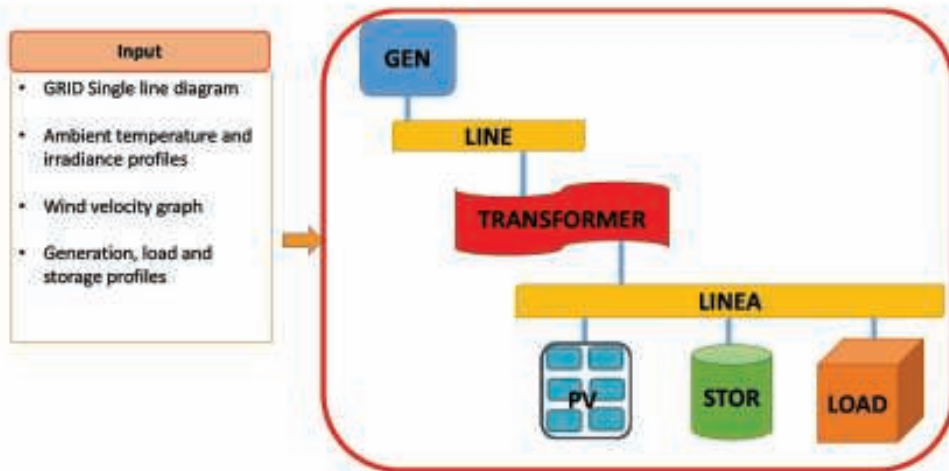 Input
• GRID Single line diagram
• Ambient temperature and
irradiance profiles
• Wind velocity graph
• Generation, load and
storage profiles
GEN
LINE
TRANSFORMER
LINEA
PV
STOR
LOAD